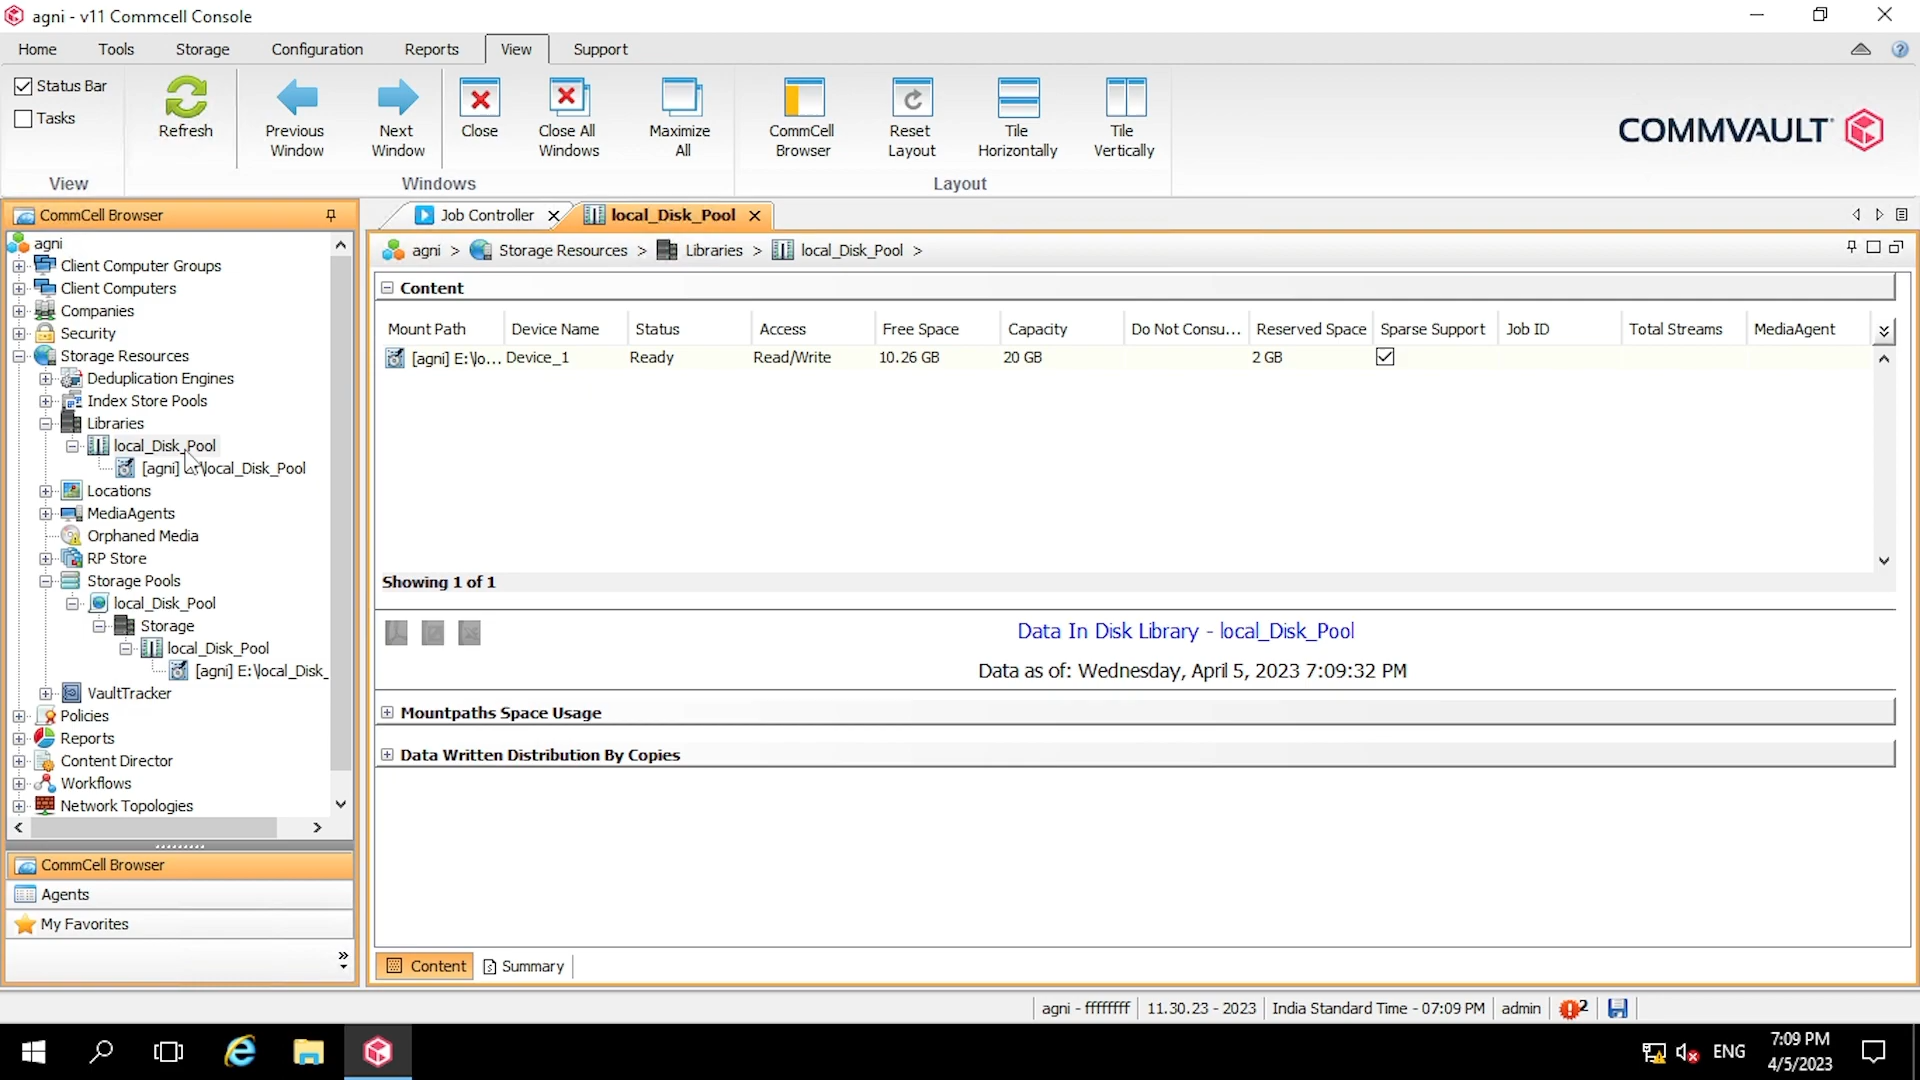 agni - v11 Commcell Console
Home Tools Storage Configuration Reports View Support
Status Bar
Tasks
Refresh
Previous Window
Next Window
Close
Close All Windows
Maximize All
CommCell Browser
Reset Layout
Tile Horizontally
Tile Vertically
View Windows Layout
COMMVAULT
CommCell Browser
agni
Client Computer Groups
Client Computers
Companies
Security
Storage Resources
Deduplication Engines
Index Store Pools
Libraries
local_Disk_Pool
[agni] \local_Disk_Pool
Locations
MediaAgents
Orphaned Media
RP Store
Storage Pools
local_Disk_Pool
Storage
local_Disk_Pool
[agni] E:\local_Disk_
VaultTracker
Policies
Reports
Content Director
Workflows
Network Topologies
CommCell Browser
Agents
My Favorites
Job Controller local_Disk_Pool
agni > Storage Resources > Libraries > local_Disk_Pool >
Content
Mount Path Device Name Status Access Free Space Capacity Do Not Consu... Reserved Space Sparse Support Job ID Total Streams MediaAgent
[agni] E:\lo... Device_1 Ready Read/Write 10.26 GB 20 GB 2 GB
Showing 1 of 1
Data In Disk Library - local_Disk_Pool
Data as of: Wednesday, April 5, 2023 7:09:32 PM
Mountpaths Space Usage
Data Written Distribution By Copies
Content Summary
agni - ffffffff 11.30.23 - 2023 India Standard Time - 07:09 PM admin 2
ENG
7:09 PM
4/5/2023